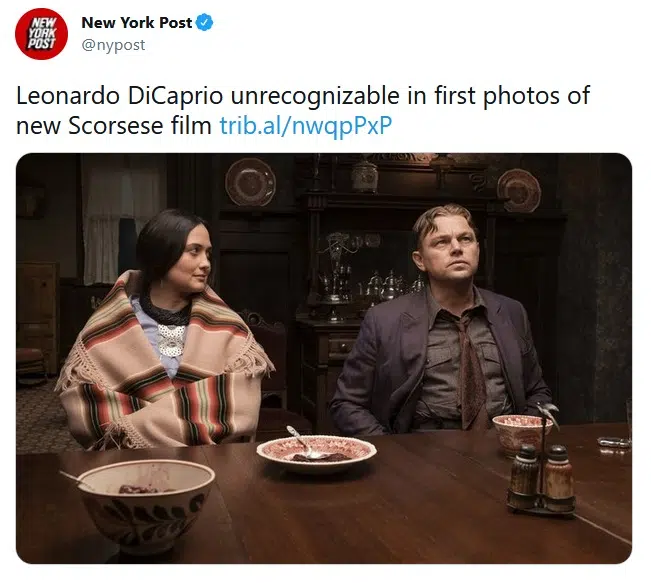 NEW
YORK
POST
New York Post
@nypost
Leonardo DiCaprio unrecognizable in first photos of
new Scorsese film trib.al/nwqpPxP